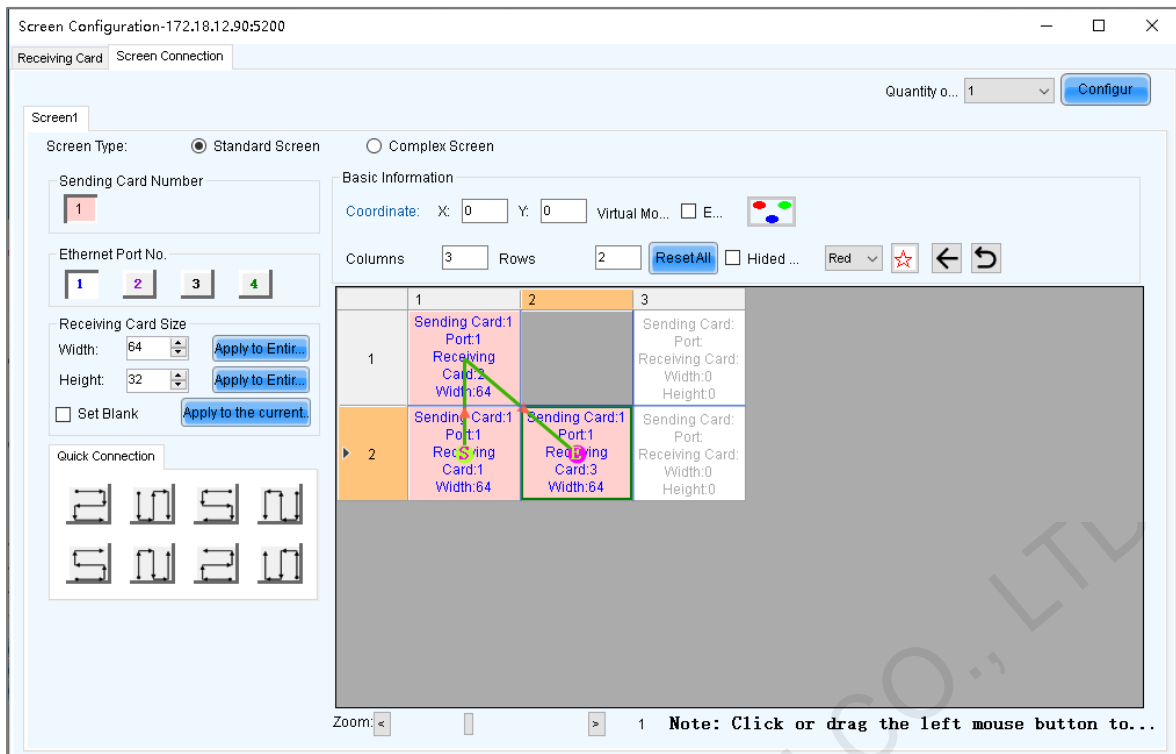 Screen Configuration-172.18.12.90:5200
Receiving Card Screen Connection
Quantity o... 1 Configur
Screen1
Screen Type: Standard Screen Complex Screen
Sending Card Number
1
Basic Information
Coordinate: X: 0 Y: 0 Virtual Mo... E...
Columns 3 Rows 2 ResetAll Hided ... Red
Ethernet Port No.
1 2 3 4
Receiving Card Size
Width: 64 Apply to Entir...
Height: 32 Apply to Entir...
Set Blank Apply to the current..
Quick Connection
1 2 3
1
Sending Card:1
Port:1
Receiving
Card:2
Width:64
Sending Card:
Port:
Receiving Card:
Width:0
Height:0
2
Sending Card:1
Port:1
Receiving
Card:1
Width:64
S
Sending Card:1
Port:1
Receiving
Card:3
Width:64
E
Sending Card:
Port:
Receiving Card:
Width:0
Height:0
Zoom: < > 1 Note: Click or drag the left mouse button to...
CO., LTD